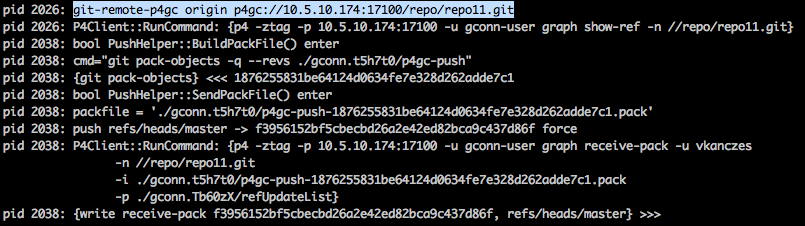 pid 2026: git-remote-p4gc origin p4gc://10.5.10.174:17100/repo/repo11.git
pid 2026: P4Client::RunCommand: {p4 -ztag -p 10.5.10.174:17100 -u gconn-user graph show-ref -n //repo/repo11.git}
pid 2038: bool PushHelper::BuildPackFile() enter
pid 2038: cmd="git pack-objects -q --revs ./gconn.t5h7t0/p4gc-push"
pid 2038: {git pack-objects} <<< 1876255831be64124d0634fe7e328d262adde7c1
pid 2038: bool PushHelper::SendPackFile() enter
pid 2038: packfile = './gconn.t5h7t0/p4gc-push-1876255831be64124d0634fe7e328d262adde7c1.pack'
pid 2038: push refs/heads/master -> f3956152bf5cbecbd26a2e42ed82bca9c437d86f force
pid 2038: P4Client::RunCommand: {p4 -ztag -p 10.5.10.174:17100 -u gconn-user graph receive-pack -u vkanczes
-n //repo/repo11.git
-i ./gconn.t5h7t0/p4gc-push-1876255831be64124d0634fe7e328d262adde7c1.pack
-p ./gconn.Tb60zX/refUpdateList}
pid 2038: {write receive-pack f3956152bf5cbecbd26a2e42ed82bca9c437d86f, refs/heads/master} >>>